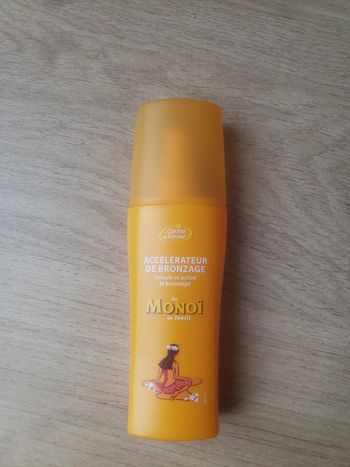 Corine
de Farme
ACCÉLÉRATEUR
DE BRONZAGE
Stimule et active
le bronzage
Au
MONOÏ
de Tahiti